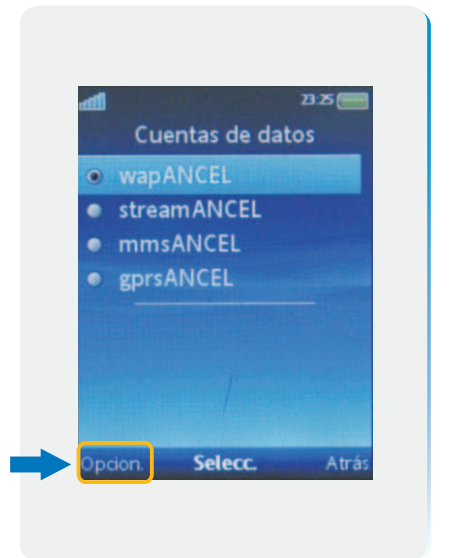 23:25
Cuentas de datos
wapANCEL
streamANCEL
mmsANCEL
gprsANCEL
Opcion. Selecc. Atrás